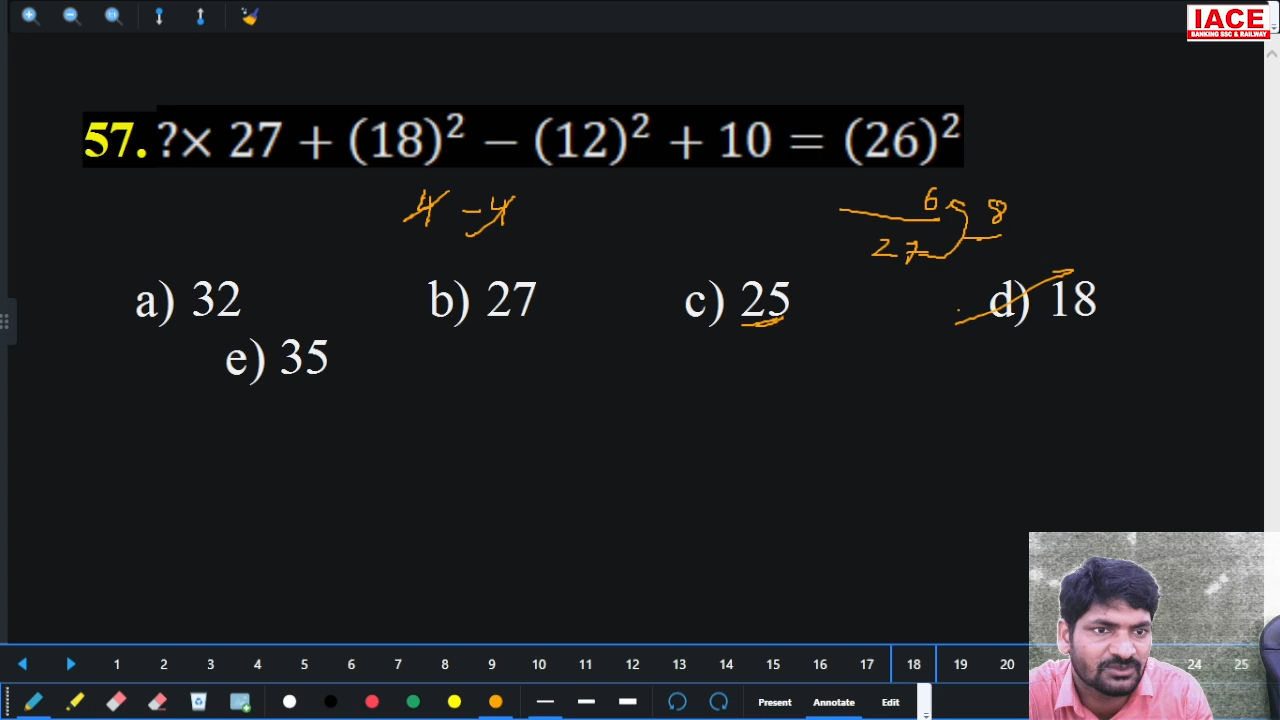 IACE
BANKING SSC & RAILWAY
57. ?× 27 + (18)² − (12)² + 10 = (26)²
4 -4
6 8
27
a) 32 b) 27 c) 25 d) 18
e) 35
1 2 3 4 5 6 7 8 9 10 11 12 13 14 15 16 17 18 19 20 24 25
Present Annotate Edit